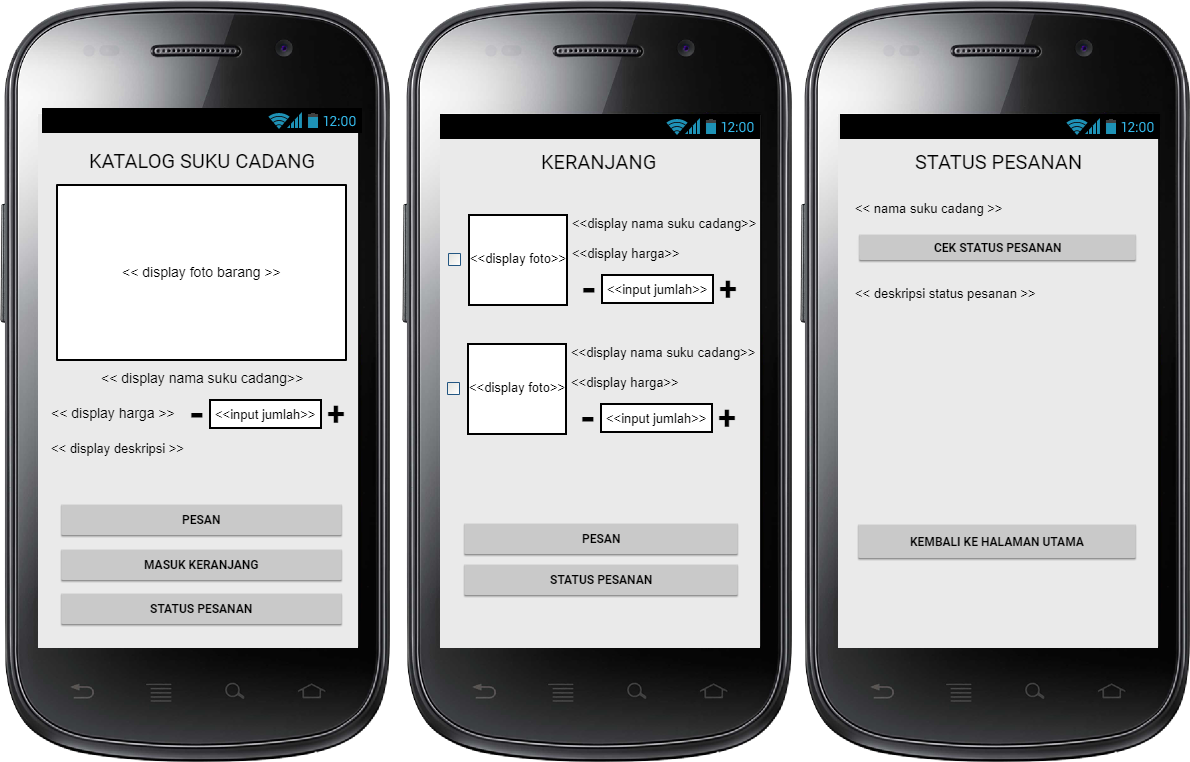 12:00
KATALOG SUKU CADANG
<< display foto barang >>
<< display nama suku cadang>>
<< display harga >>
-
<<input jumlah>>
+
<< display deskripsi >>
PESAN
MASUK KERANJANG
STATUS PESANAN
12:00
KERANJANG
<<display foto>>
<<display nama suku cadang>>
<<display harga>>
-
<<input jumlah>>
+
<<display foto>>
<<display nama suku cadang>>
<<display harga>>
-
<<input jumlah>>
+
PESAN
STATUS PESANAN
12:00
STATUS PESANAN
<< nama suku cadang >>
CEK STATUS PESANAN
<< deskripsi status pesanan >>
KEMBALI KE HALAMAN UTAMA